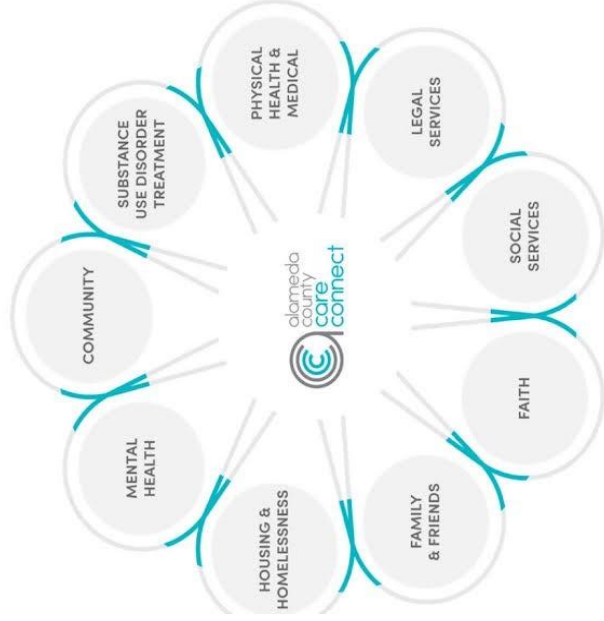 COMMUNITY
MENTAL
HEALTH
SUBSTANCE
USE DISORDER
TREATMENT
HOUSING &
HOMELESSNESS
PHYSICAL
HEALTH &
MEDICAL
alameda
county
care
connect
FAMILY
& FRIENDS
LEGAL
SERVICES
FAITH
SOCIAL
SERVICES